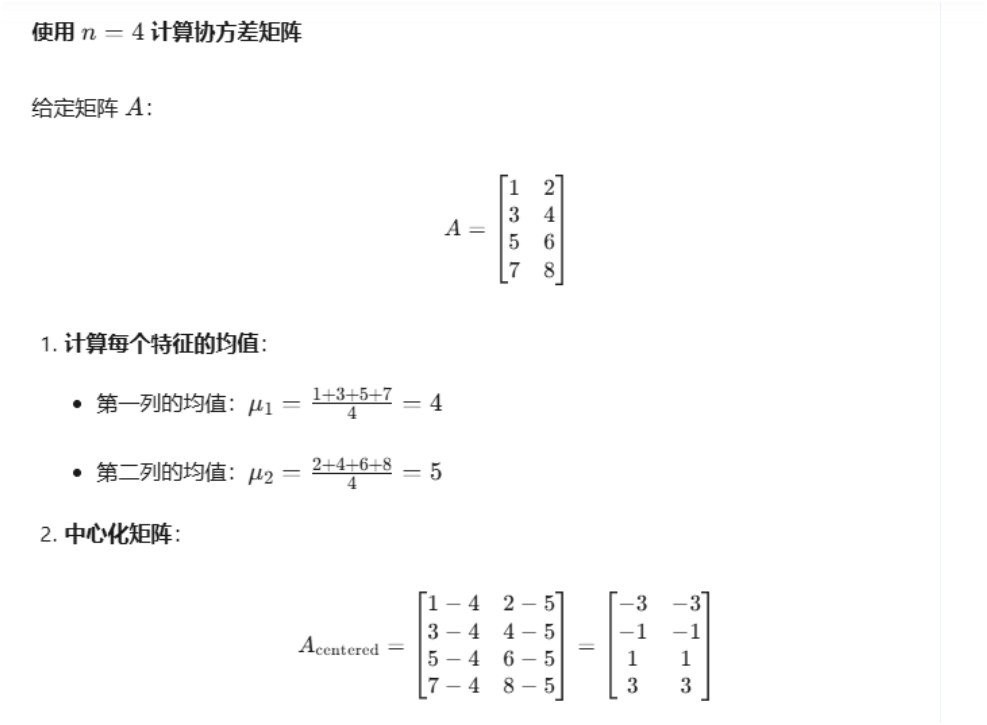 使用 n = 4 计算协方差矩阵
给定矩阵 A:
A = \begin{bmatrix} 1 & 2 \\ 3 & 4 \\ 5 & 6 \\ 7 & 8 \end{bmatrix}
1. 计算每个特征的均值:
• 第一列的均值: \mu_1 = \frac{1+3+5+7}{4} = 4
• 第二列的均值: \mu_2 = \frac{2+4+6+8}{4} = 5
2. 中心化矩阵:
A_{\text{centered}} = \begin{bmatrix} 1-4 & 2-5 \\ 3-4 & 4-5 \\ 5-4 & 6-5 \\ 7-4 & 8-5 \end{bmatrix} = \begin{bmatrix} -3 & -3 \\ -1 & -1 \\ 1 & 1 \\ 3 & 3 \end{bmatrix}